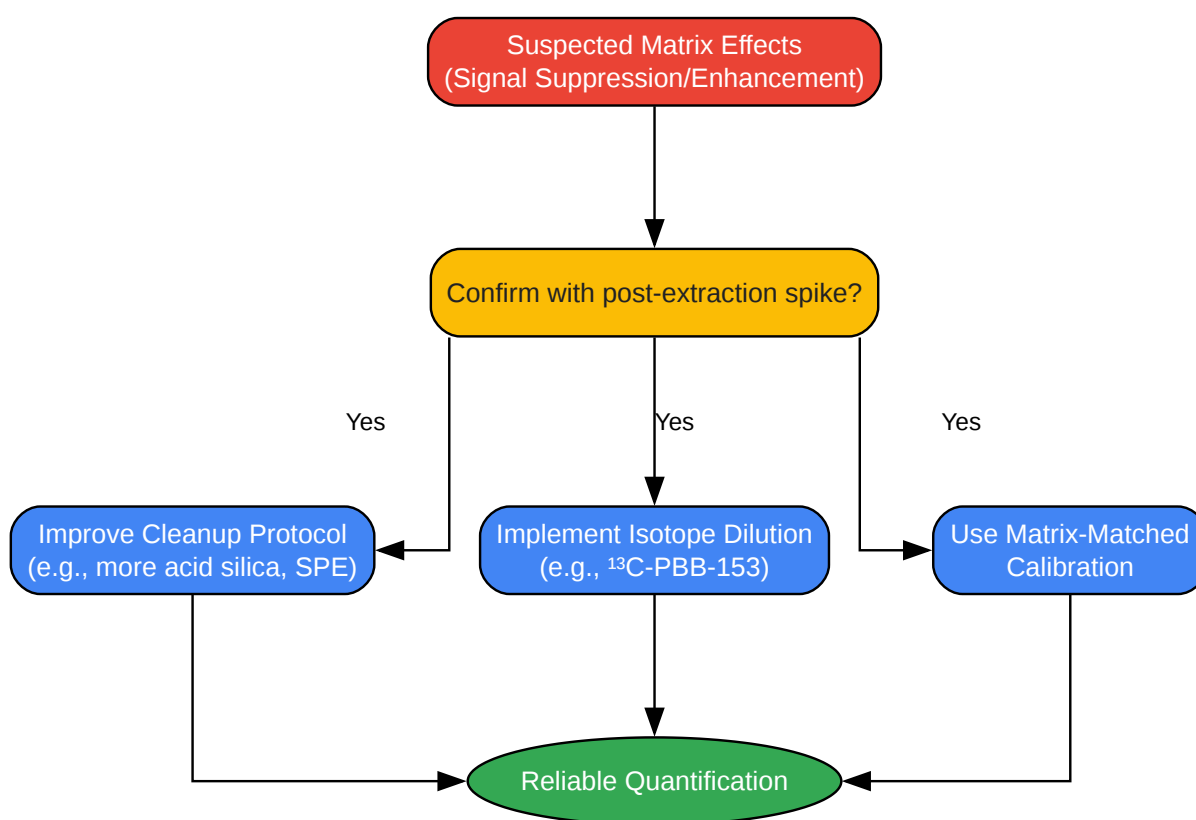 Suspected Matrix Effects
(Signal Suppression/Enhancement)
Confirm with post-extraction spike?
Yes
Yes
Yes
Improve Cleanup Protocol
(e.g., more acid silica, SPE)
Implement Isotope Dilution
(e.g., ¹³C-PBB-153)
Use Matrix-Matched
Calibration
Reliable Quantification